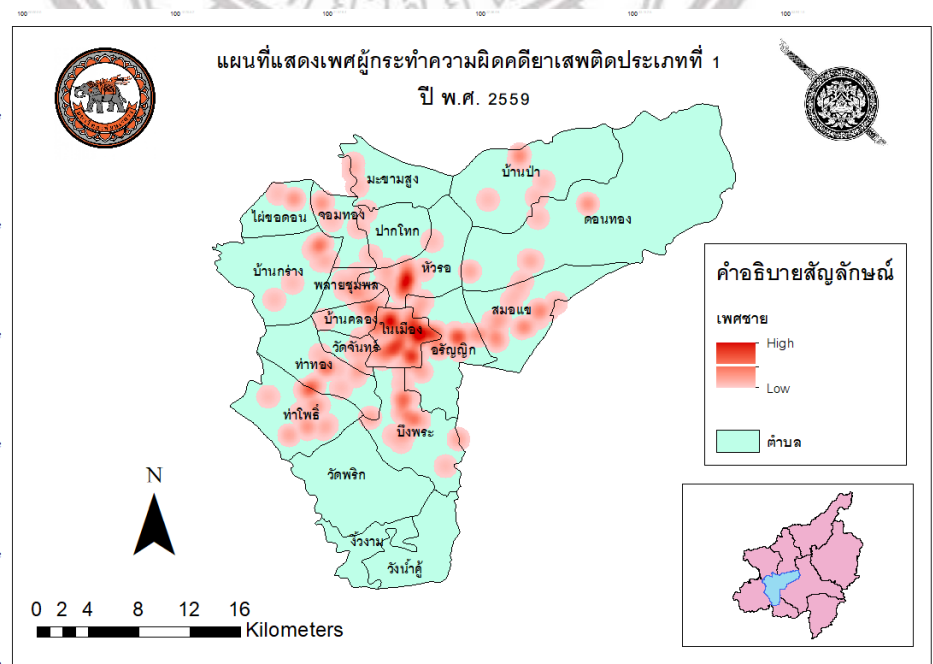 แผนที่แสดงเพศผู้กระทำความผิดคดียาเสพติดประเภทที่ 1
ปี พ.ศ. 2559
บ้านป่า
มะขามสูง
ไผ่ขอดอน
จอมทอง
ดอนทอง
ปากโทก
บ้านกร่าง
หัวรอ
พลายชุมพล
สมอแข
บ้านคลอง
ในเมือง
วัดจันทร์
อรัญญิก
ท่าทอง
ท่าโพธิ์
บึงพระ
วัดพริก
งิ้วงาม
วังน้ำคู้
คำอธิบายสัญลักษณ์
เพศชาย
High
Low
ตำบล
N
0 2 4 8 12 16
Kilometers